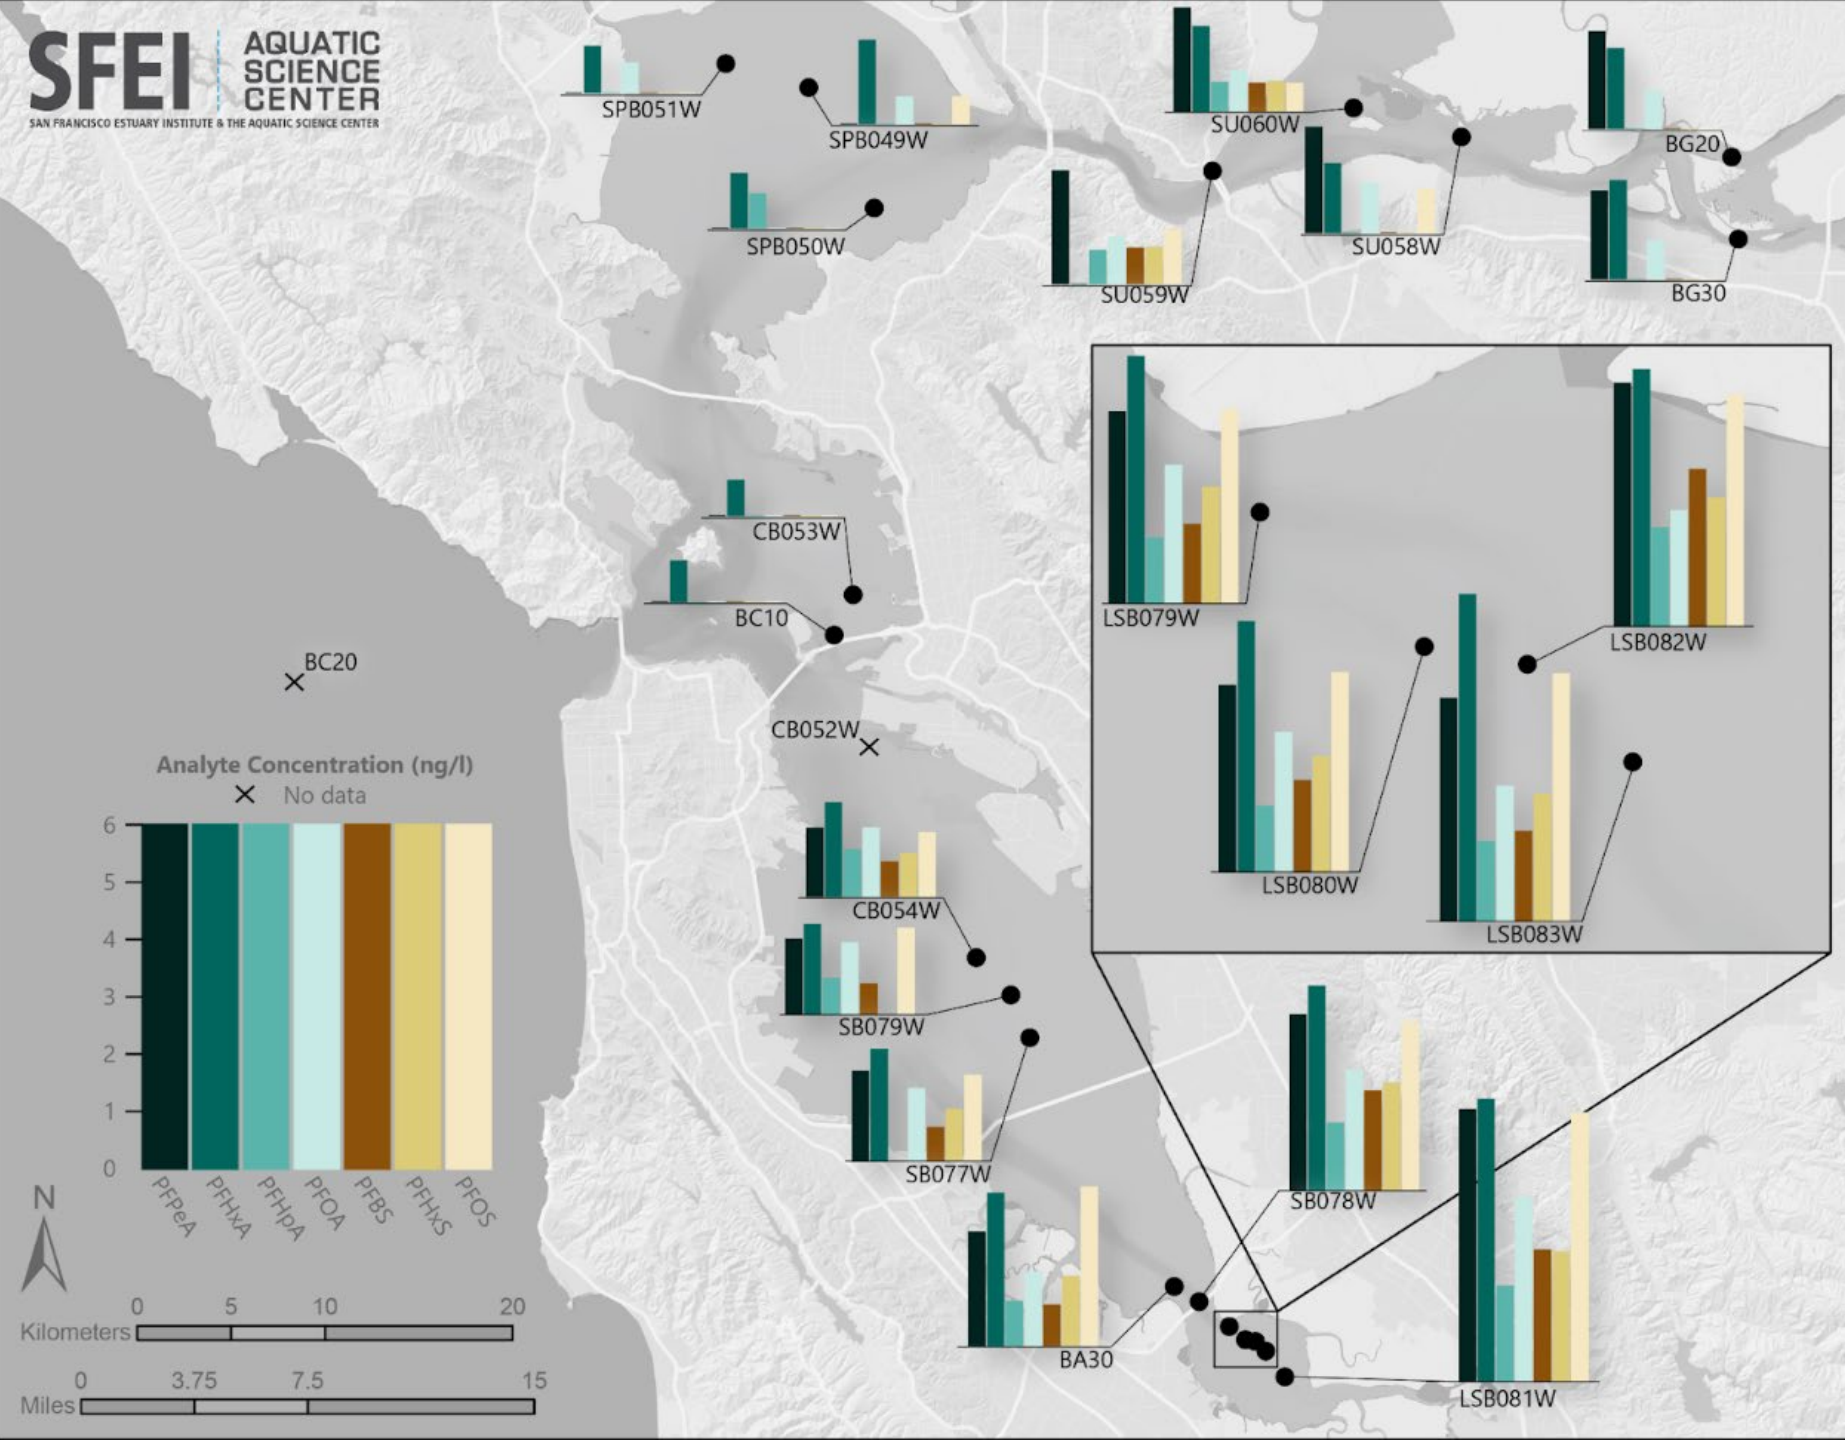 SFEI
AQUATIC
SCIENCE
CENTER
SAN FRANCISCO ESTUARY INSTITUTE & THE AQUATIC SCIENCE CENTER
SPB051W
SPB049W
SPB050W
SU060W
SU058W
SU059W
BG20
BG30
CB053W
BC10
BC20
CB052W
LSB079W
LSB082W
LSB080W
LSB083W
CB054W
SB079W
SB077W
SB078W
BA30
LSB081W
Analyte Concentration (ng/l)
No data
6
5
4
3
2
1
0
PFPeA
PFHxA
PFHpA
PFOA
PFBS
PFHxS
PFOS
N
0 5 10 20
Kilometers
0 3.75 7.5 15
Miles